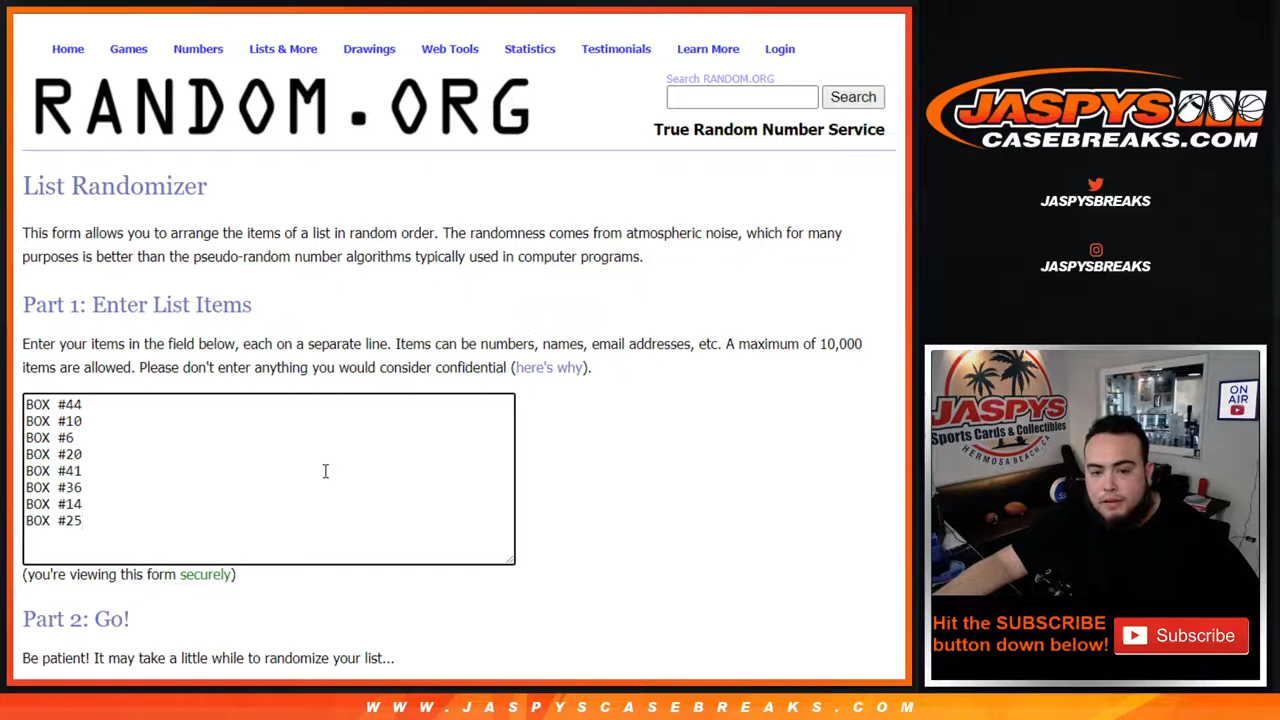 Home Games Numbers Lists & More Drawings Web Tools Statistics Testimonials Learn More Login
RANDOM.ORG
Search RANDOM.ORG
Search
True Random Number Service
List Randomizer
This form allows you to arrange the items of a list in random order. The randomness comes from atmospheric noise, which for many
purposes is better than the pseudo-random number algorithms typically used in computer programs.
Part 1: Enter List Items
Enter your items in the field below, each on a separate line. Items can be numbers, names, email addresses, etc. A maximum of 10,000
items are allowed. Please don't enter anything you would consider confidential (here's why).
BOX #44
BOX #10
BOX #6
BOX #20
BOX #41
BOX #36
BOX #14
BOX #25
(you're viewing this form securely)
Part 2: Go!
Be patient! It may take a little while to randomize your list...
JASPYS
CASEBREAKS.COM
JASPYSBREAKS
JASPYSBREAKS
JASPYS
Sports Cards & Collectibles
HERMOSA BEACH, CA
ON
AIR
Hit the SUBSCRIBE
button down below!
Subscribe
WWW.JASPYSCASEBREAKS.COM